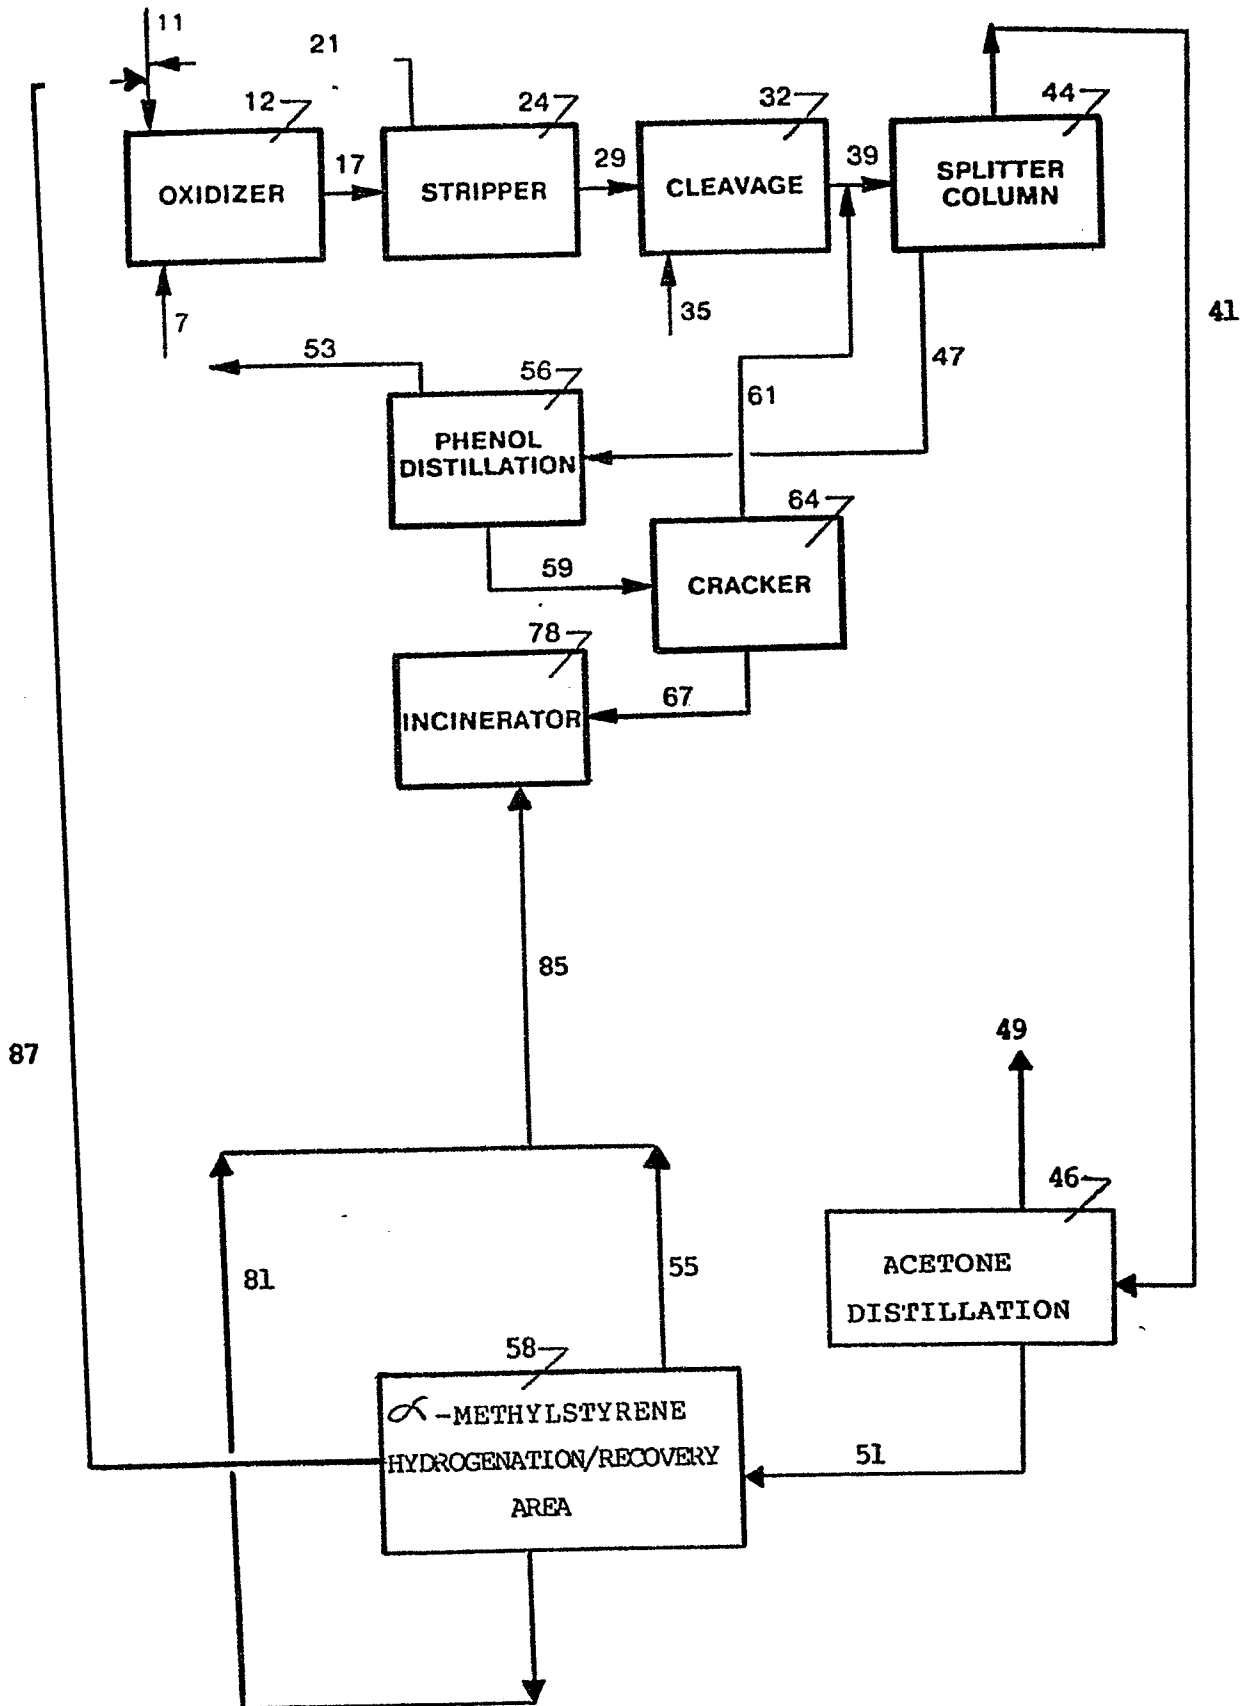 11
21
12
24
32
44
OXIDIZER
17
STRIPPER
29
CLEAVAGE
39
SPLITTER
COLUMN
7
35
41
53
47
56
61
PHENOL
DISTILLATION
64
59
CRACKER
78
67
INCINERATOR
85
87
49
46
81
55
ACETONE
DISTILLATION
58
α-METHYLSTYRENE
HYDROGENATION/RECOVERY
AREA
51